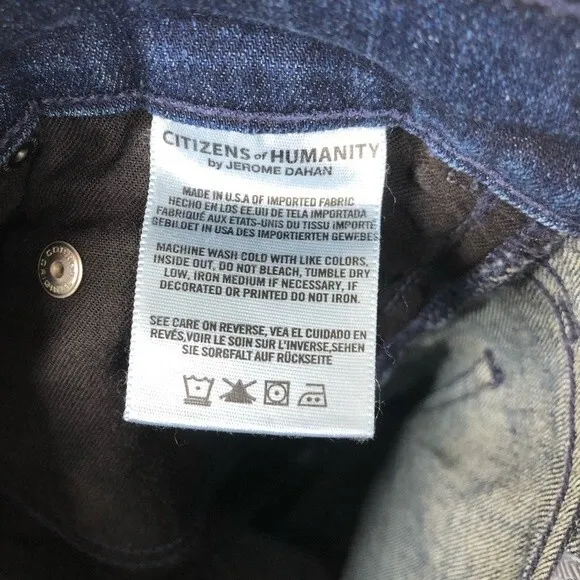 CITIZENS of HUMANITY
by JEROME DAHAN
MADE IN U.S.A OF IMPORTED FABRIC
HECHO EN LOS EE.UU DE TELA IMPORTADA
FABRIQUÉ AUX ETATS-UNIS DU TISSU IMPORTE
GEBILDET IN USA DES IMPORTIERTEN GEWEBES
MACHINE WASH COLD WITH LIKE COLORS,
INSIDE OUT, DO NOT BLEACH, TUMBLE DRY
LOW, IRON MEDIUM IF NECESSARY, IF
DECORATED OR PRINTED DO NOT IRON.
SEE CARE ON REVERSE, VEA EL CUIDADO EN
REVÉS,VOIR LE SOIN SUR L'INVERSE,SEHEN
SIE SORGFALT AUF RÜCKSEITE